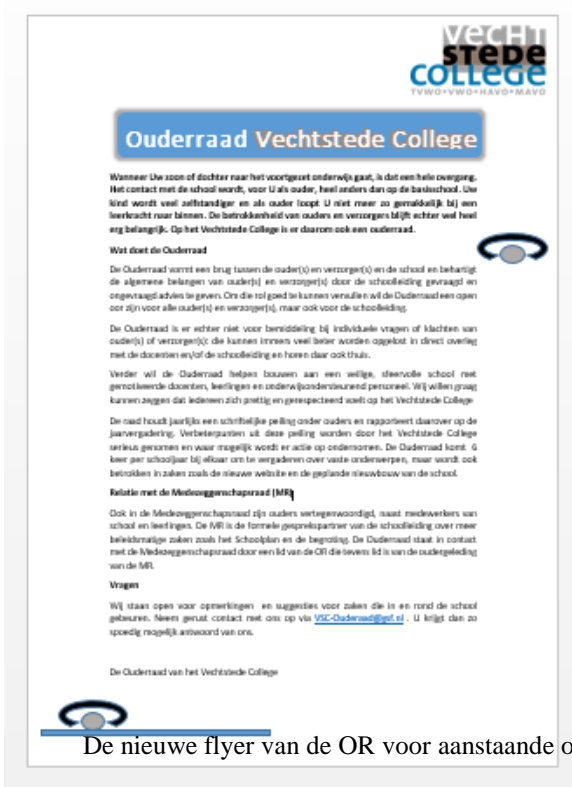 VECHT
STEDE
COLLEGE
TVWO•VWO•HAVO•MAVO
Ouderraad Vechtstede College
Wanneer Uw zoon of dochter naar het voortgezet onderwijs gaat, is dat een hele overgang.
Het contact met de school wordt, voor U als ouder, heel anders dan op de basisschool. Uw
kind wordt veel zelfstandiger en als ouder loopt U niet meer zo gemakkelijk bij een
leerkracht naar binnen. De betrokkenheid van ouders en verzorgers blijft echter wel heel
erg belangrijk. Op het Vechtstede College is er daarom ook een ouderraad.
Wat doet de Ouderraad
De Ouderraad vormt een brug tussen de ouder(s) en verzorger(s) en de school en behartigt
de algemene belangen van ouder(s) en verzorger(s) door de schoolleiding gevraagd en
ongevraagd advies te geven. Om die rol goed te kunnen vervullen wil de Ouderraad een open
oor zijn voor alle ouder(s) en verzorger(s), maar ook voor de schoolleiding.
De Ouderraad is er echter niet voor bemiddeling bij individuele vragen of klachten van
ouder(s) of verzorger(s): die kunnen immers veel beter worden opgelost in direct overleg
met de docenten en/of de schoolleiding en horen daar ook thuis.
Verder wil de Ouderraad helpen bouwen aan een veilige, sfeervolle school met
gemotiveerde docenten, leerlingen en onderwijsondersteunend personeel. Wij willen graag
kunnen zeggen dat iedereen zich prettig en gerespecteerd voelt op het Vechtstede College
De raad houdt jaarlijks een schriftelijke peiling onder ouders en rapporteert daarover op de
jaarvergadering. Verbeterpunten uit deze peiling worden door het Vechtstede College
serieus genomen en waar mogelijk wordt er actie op ondernomen. De Ouderraad komt 6
keer per schooljaar bij elkaar om te vergaderen over vaste onderwerpen, maar wordt ook
betrokken in zaken zoals de nieuwe website en de geplande nieuwbouw van de school.
Relatie met de Medezeggenschapsraad (MR)
Ook in de Medezeggenschapsraad zijn ouders vertegenwoordigd, naast medewerkers van
school en leerlingen. De MR is de formele gesprekspartner van de schoolleiding over meer
beleidsmatige zaken zoals het Schoolplan en de begroting. De Ouderraad staat in contact
met de Medezeggenschapsraad door een lid van de OR die tevens lid is van de oudergeleding
van de MR.
Vragen
Wij staan open voor opmerkingen en suggesties voor zaken die in en rond de school
gebeuren. Neem gerust contact met ons op via VSC-Ouderraad@gsf.nl . U krijgt dan zo
spoedig mogelijk antwoord van ons.
De Ouderraad van het Vechtstede College
De nieuwe flyer van de OR voor aanstaande o